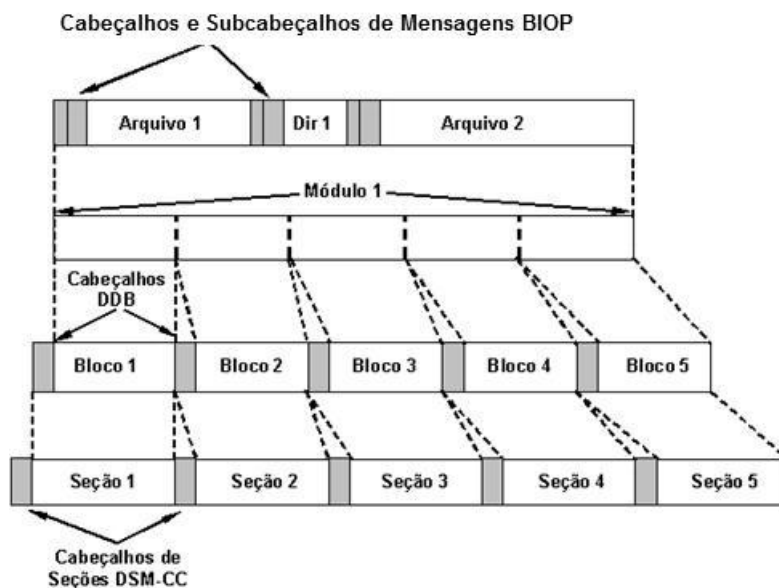 Cabeçalhos e Subcabeçalhos de Mensagens BIOP
Arquivo 1 Dir 1 Arquivo 2
Módulo 1
Cabeçalhos
DDB
Bloco 1 Bloco 2 Bloco 3 Bloco 4 Bloco 5
Seção 1 Seção 2 Seção 3 Seção 4 Seção 5
Cabeçalhos de
Seções DSM-CC